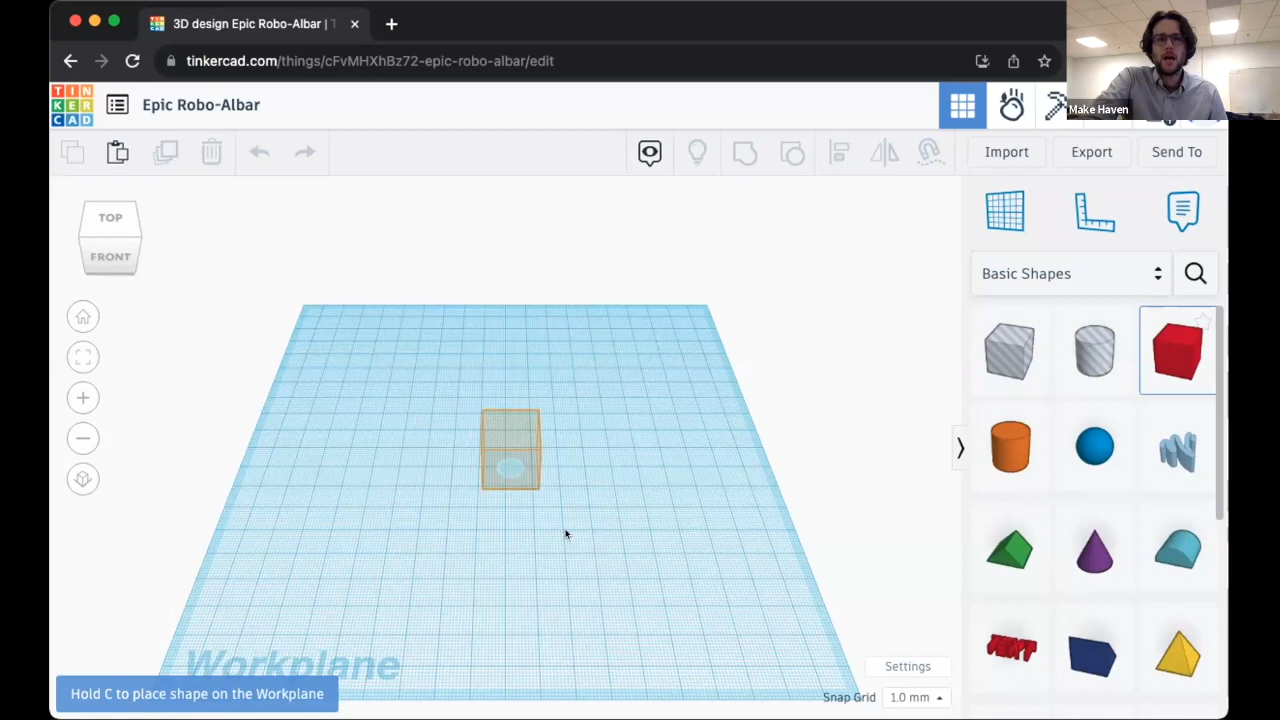 3D design Epic Robo-Albar | T
tinkercad.com/things/cFvMHXhBz72-epic-robo-albar/edit
Make Haven
TIN
KER
CAD
Epic Robo-Albar
Import
Export
Send To
TOP
FRONT
Basic Shapes
TEXT
Workplane
Settings
Hold C to place shape on the Workplane
Snap Grid
1.0 mm